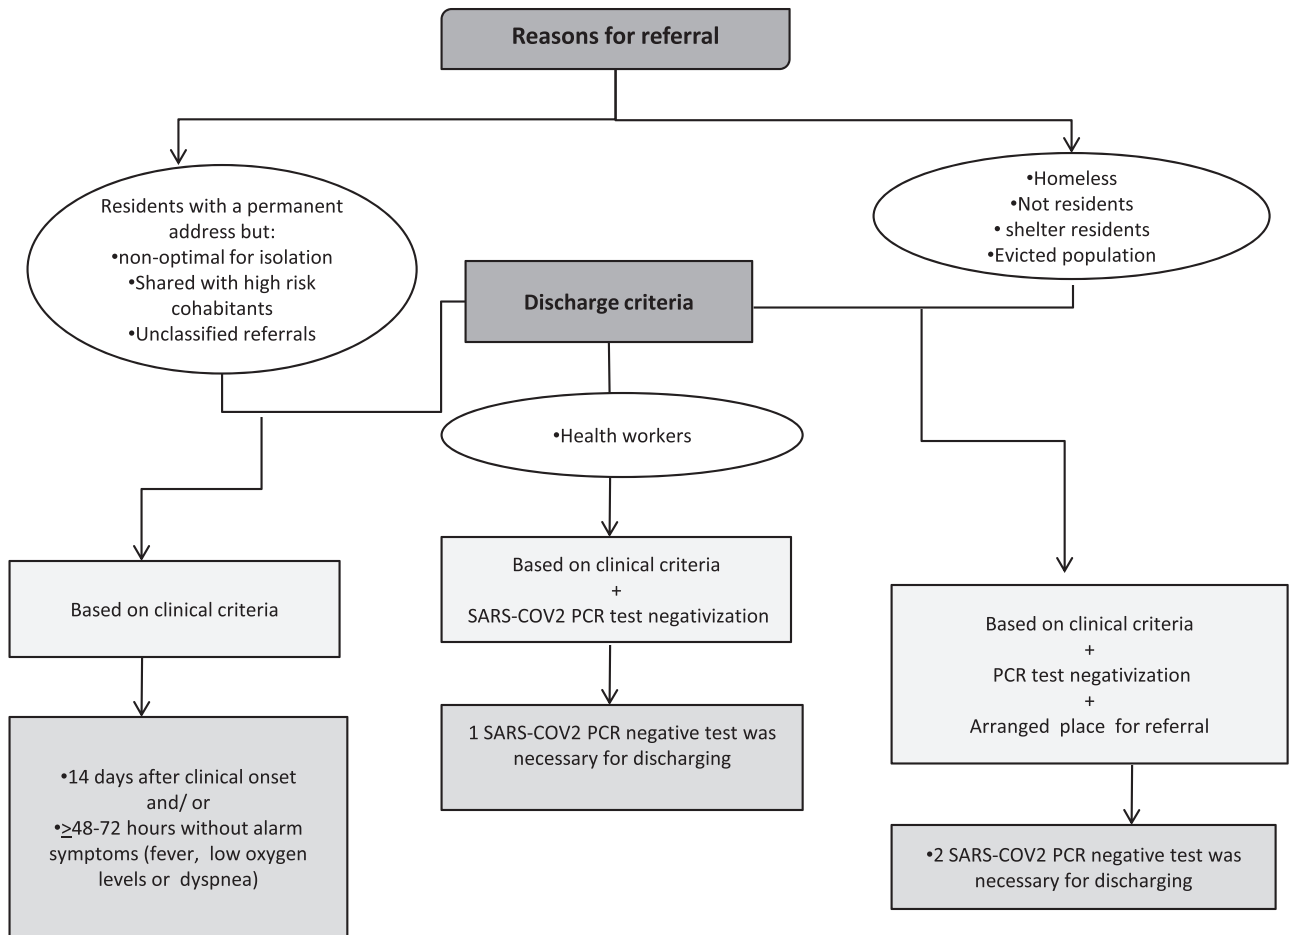 Reasons for referral
Residents with a permanent
address but:
•non-optimal for isolation
•Shared with high risk
cohabitants
•Unclassified referrals
•Homeless
•Not residents
• shelter residents
•Evicted population
Discharge criteria
•Health workers
Based on clinical criteria
Based on clinical criteria
+
SARS-COV2 PCR test negativization
Based on clinical criteria
+
PCR test negativization
+
Arranged place for referral
•14 days after clinical onset
and/ or
•≥48-72 hours without alarm
symptoms (fever, low oxygen
levels or dyspnea)
1 SARS-COV2 PCR negative test was
necessary for discharging
•2 SARS-COV2 PCR negative test was
necessary for discharging